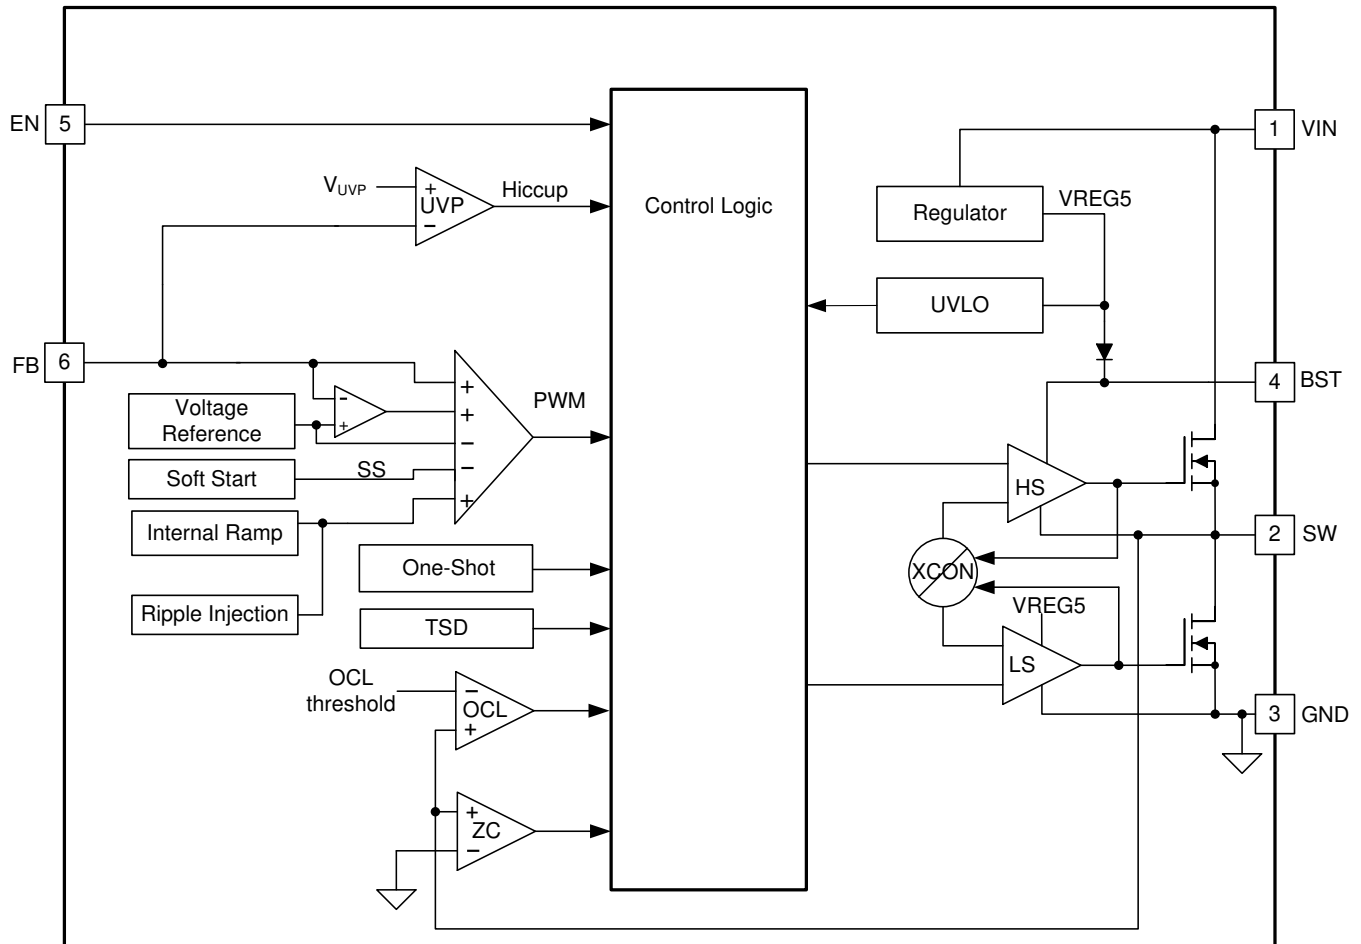 EN
5
1
VIN
V_UVP
+
UVP
−
Hiccup
Control Logic
Regulator
VREG5
UVLO
FB
6
4
BST
Voltage
Reference
-
+
+
+
−
−
+
PWM
Soft Start
SS
Internal Ramp
HS
2
SW
One-Shot
XCON
Ripple Injection
TSD
VREG5
LS
OCL
threshold
−
OCL
+
3
GND
+
ZC
−